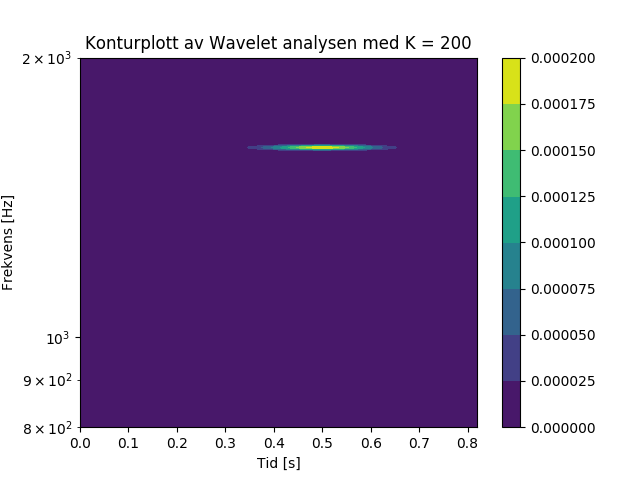 Konturplott av Wavelet analysen med K = 200
Frekvens [Hz]
2 × 10³
10³
9 × 10²
8 × 10²
0.0 0.1 0.2 0.3 0.4 0.5 0.6 0.7 0.8
Tid [s]
0.000200
0.000175
0.000150
0.000125
0.000100
0.000075
0.000050
0.000025
0.000000